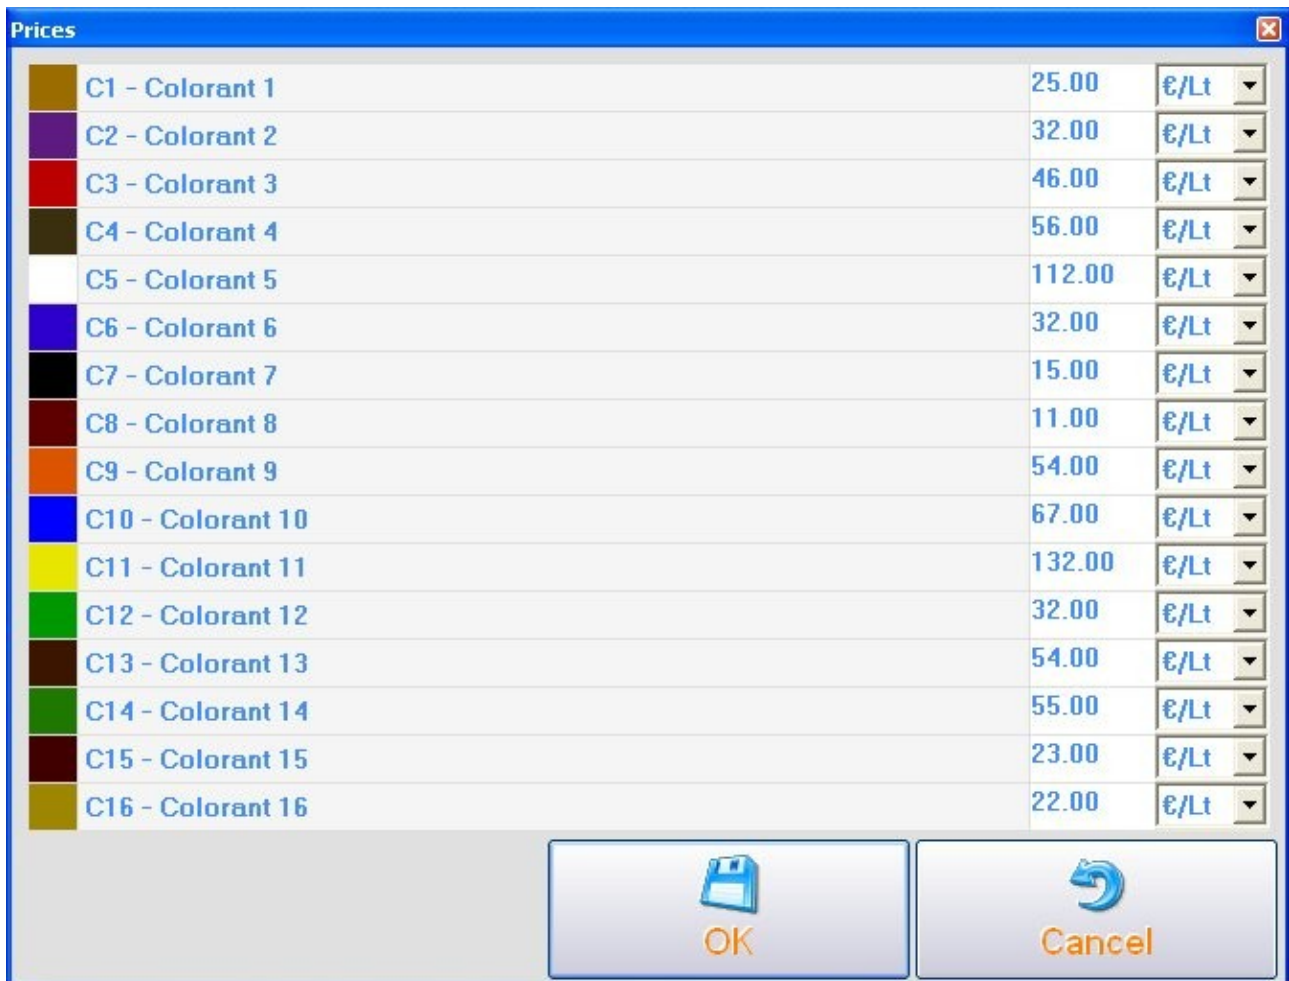 Prices
C1 - Colorant 1 25.00 €/Lt
C2 - Colorant 2 32.00 €/Lt
C3 - Colorant 3 46.00 €/Lt
C4 - Colorant 4 56.00 €/Lt
C5 - Colorant 5 112.00 €/Lt
C6 - Colorant 6 32.00 €/Lt
C7 - Colorant 7 15.00 €/Lt
C8 - Colorant 8 11.00 €/Lt
C9 - Colorant 9 54.00 €/Lt
C10 - Colorant 10 67.00 €/Lt
C11 - Colorant 11 132.00 €/Lt
C12 - Colorant 12 32.00 €/Lt
C13 - Colorant 13 54.00 €/Lt
C14 - Colorant 14 55.00 €/Lt
C15 - Colorant 15 23.00 €/Lt
C16 - Colorant 16 22.00 €/Lt
OK Cancel